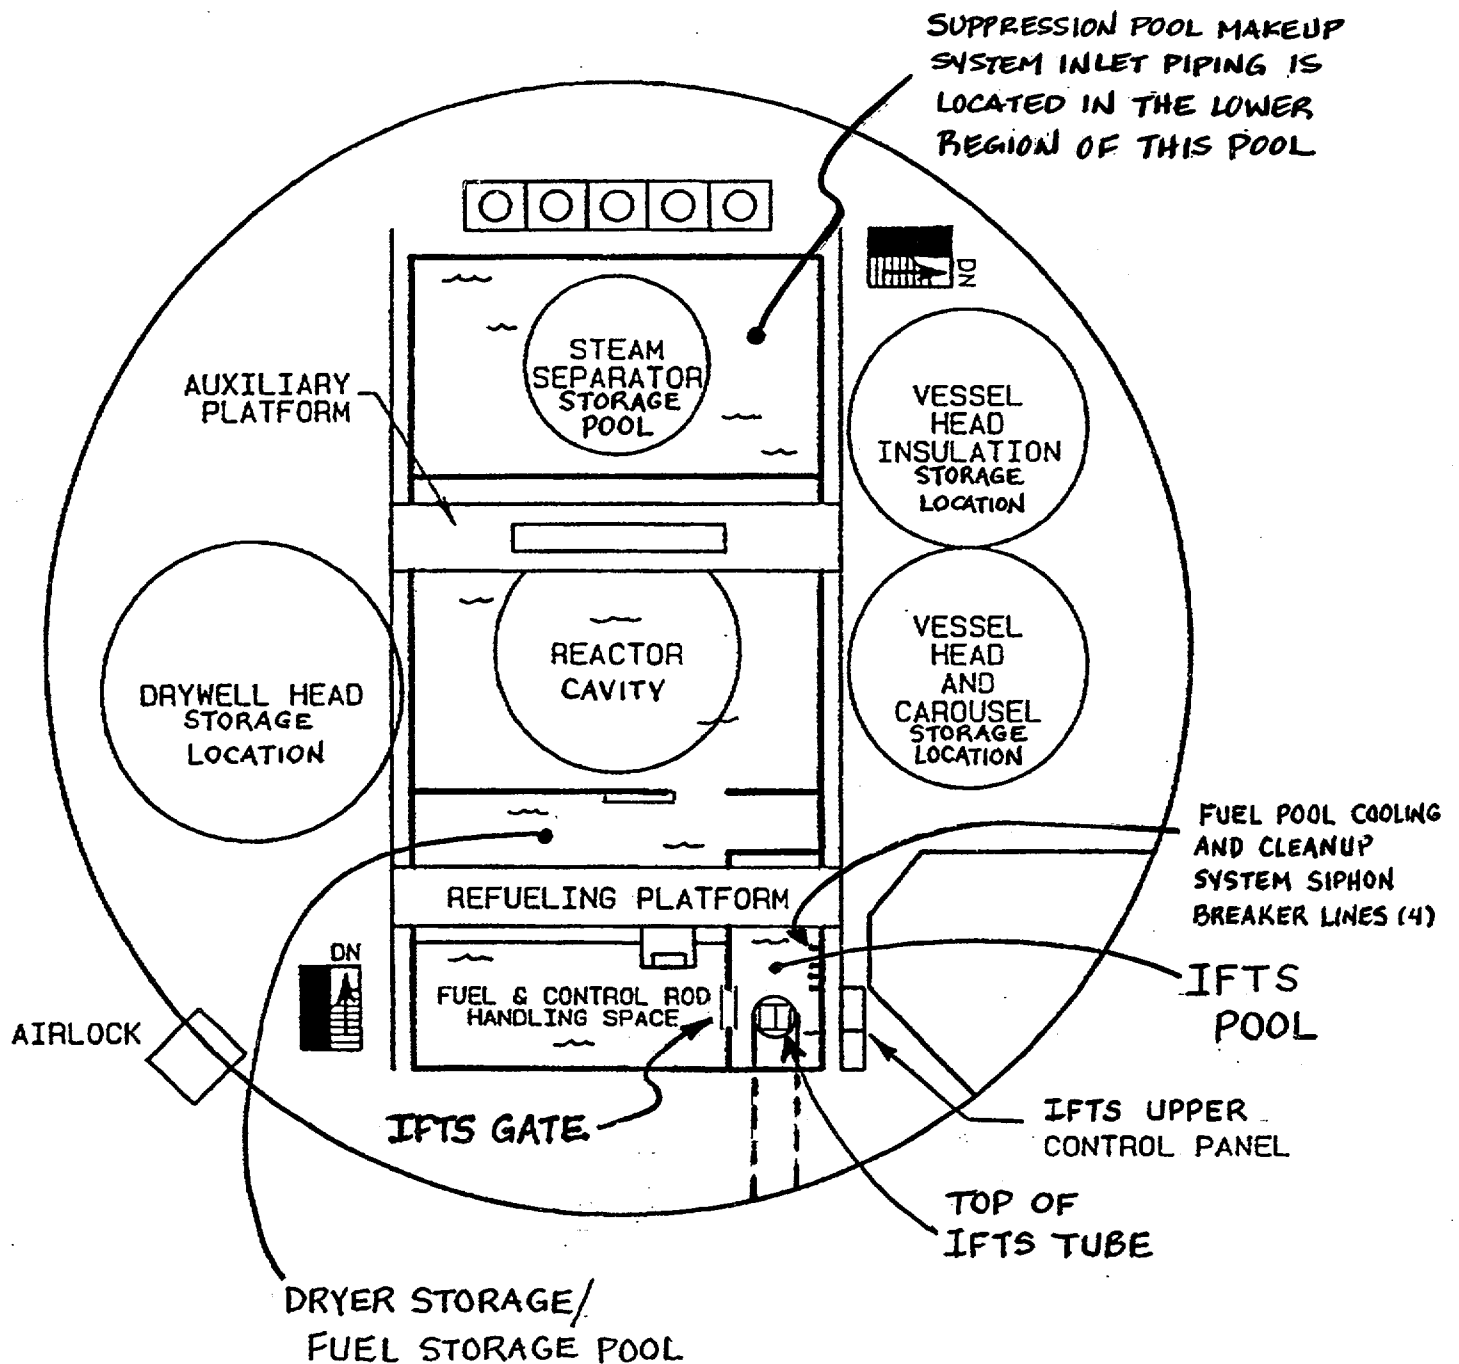 SUPPRESSION POOL MAKEUP
SYSTEM INLET PIPING IS
LOCATED IN THE LOWER
REGION OF THIS POOL
DN
STEAM
SEPARATOR
STORAGE
POOL
AUXILIARY
PLATFORM
VESSEL
HEAD
INSULATION
STORAGE
LOCATION
REACTOR
CAVITY
VESSEL
HEAD
AND
CAROUSEL
STORAGE
LOCATION
DRYWELL HEAD
STORAGE
LOCATION
FUEL POOL COOLING
AND CLEANUP
SYSTEM SIPHON
BREAKER LINES (4)
REFUELING PLATFORM
DN
FUEL & CONTROL ROD
HANDLING SPACE
IFTS
POOL
AIRLOCK
IFTS GATE
IFTS UPPER
CONTROL PANEL
TOP OF
IFTS TUBE
DRYER STORAGE/
FUEL STORAGE POOL